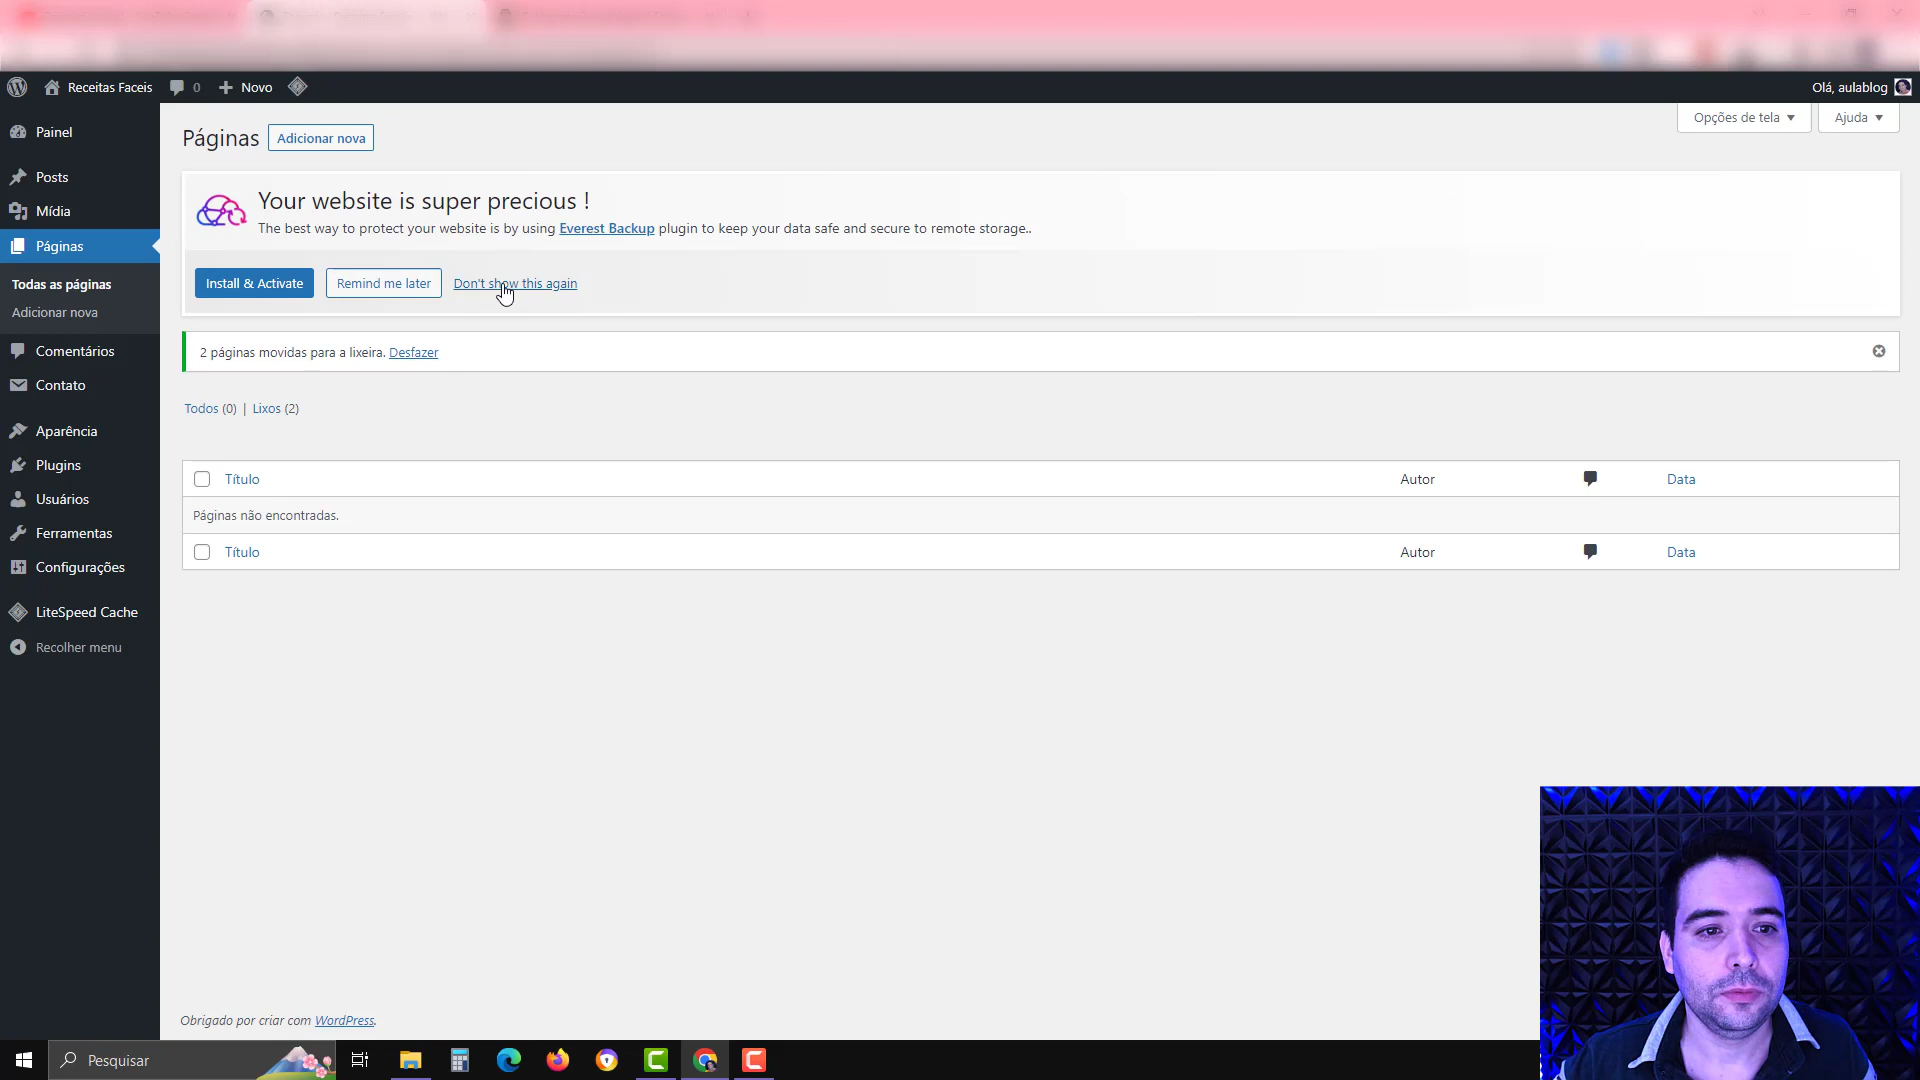 Receitas Faceis
0
Novo
Olá, aulablog
Painel
Posts
Mídia
Páginas
Todas as páginas
Adicionar nova
Comentários
Contato
Aparência
Plugins
Usuários
Ferramentas
Configurações
LiteSpeed Cache
Recolher menu
Opções de tela
Ajuda
Páginas
Adicionar nova
Your website is super precious !
The best way to protect your website is by using Everest Backup plugin to keep your data safe and secure to remote storage..
Install & Activate
Remind me later
Don't show this again
2 páginas movidas para a lixeira. Desfazer
Todos (0) | Lixos (2)
Título
Autor
Data
Páginas não encontradas.
Título
Autor
Data
Obrigado por criar com WordPress.
Pesquisar